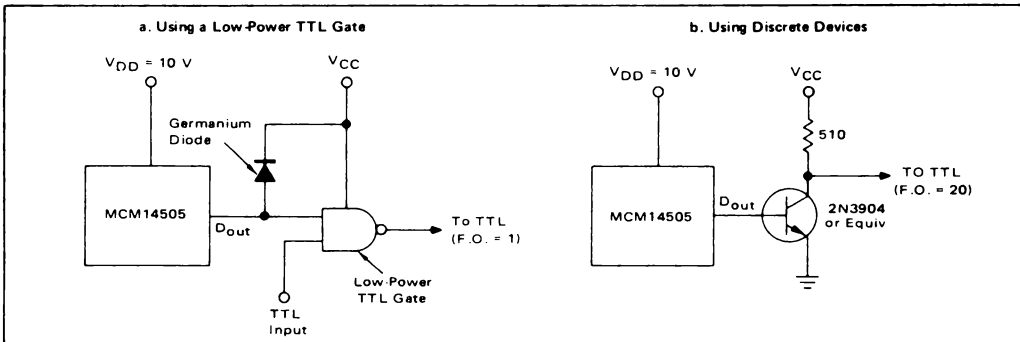 a. Using a Low-Power TTL Gate
VDD = 10 V
VCC
Germanium
Diode
MCM14505
Dout
To TTL
(F.O. = 1)
Low-Power
TTL Gate
TTL
Input
b. Using Discrete Devices
VDD = 10 V
VCC
510
TO TTL
(F.O. = 20)
MCM14505
Dout
2N3904
or Equiv